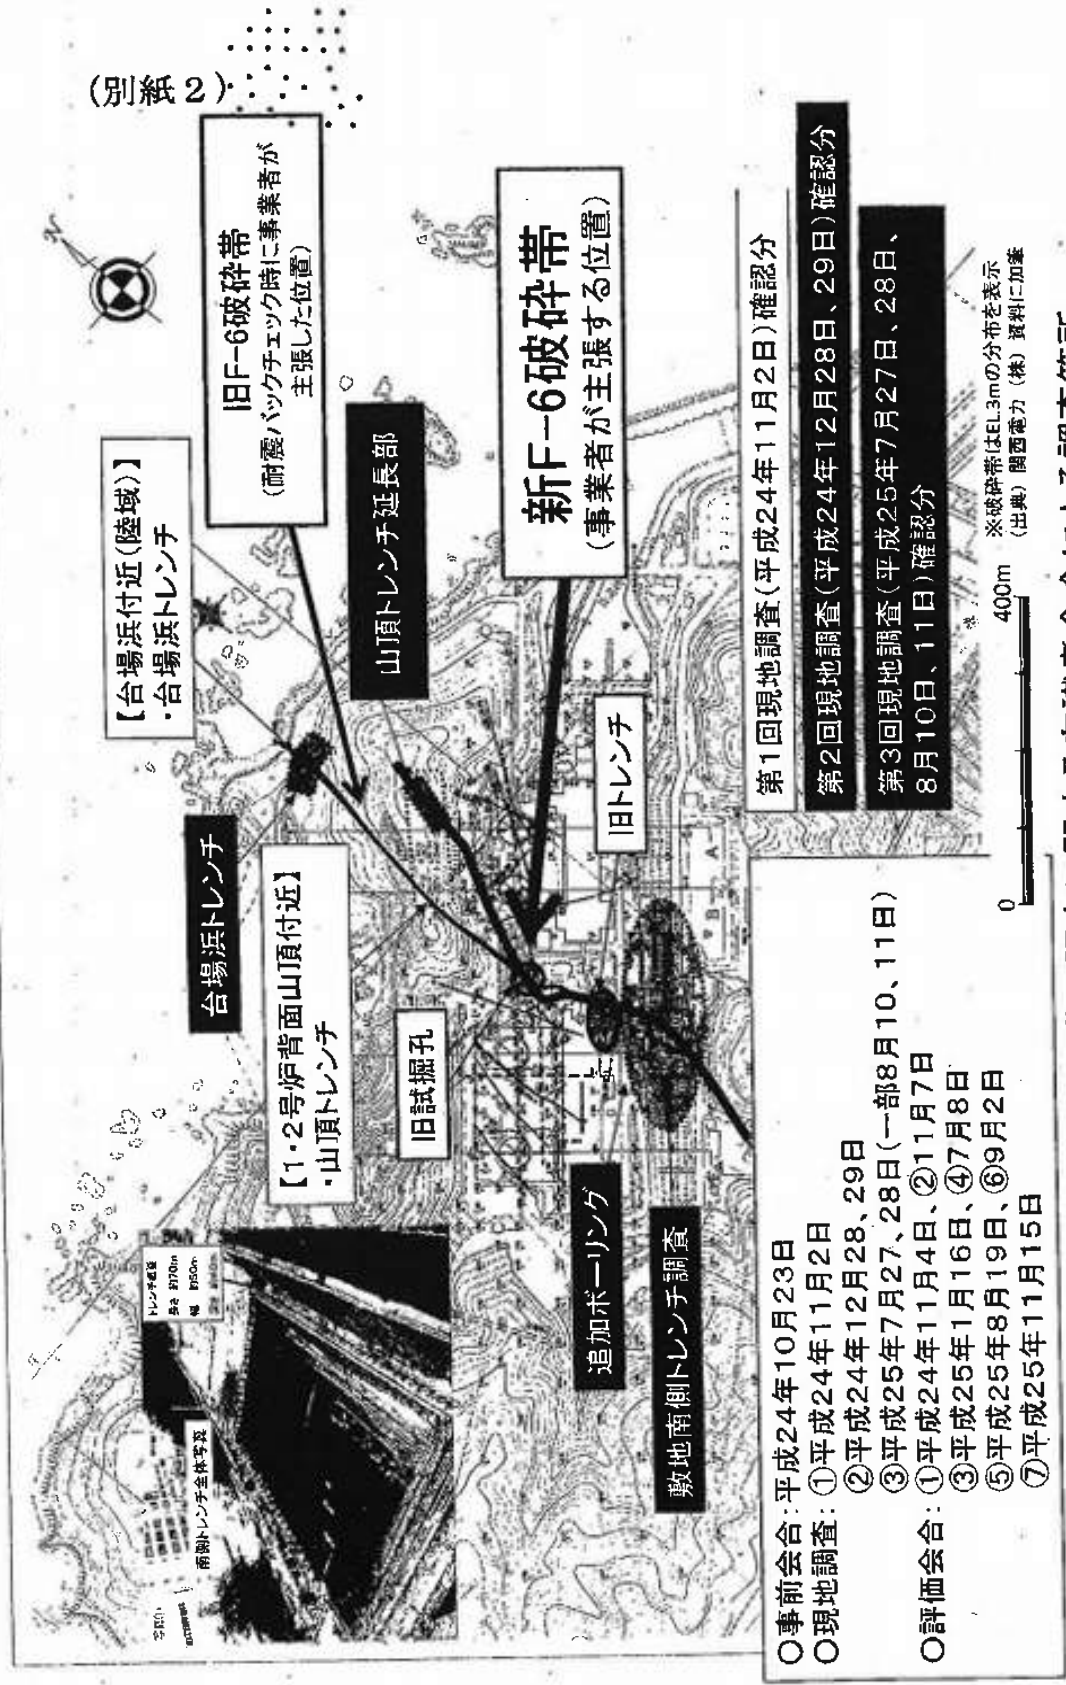 (別紙2)
【台場浜付近(陸域)】
・台場浜トレンチ
旧F-6破砕帯
(耐震バックチェック時に事業者が
主張した位置)
山頂トレンチ延長部
新F-6破砕帯
(事業者が主張する位置)
台場浜トレンチ
【1・2号炉背面山頂付近】
・山頂トレンチ
旧試掘孔
旧トレンチ
追加ボーリング
敷地南側トレンチ調査
南側トレンチ全体写真
トレンチ概要
長さ 約70m
幅 約50m
A
B
第1回現地調査(平成24年11月2日)確認分
第2回現地調査(平成24年12月28日、29日)確認分
第3回現地調査(平成25年7月27日、28日、
8月10日、11日)確認分
※破砕帯はEL.3mの分布を表示
(出典)関西電力(株)資料に加筆
0
400m
○事前会合:平成24年10月23日
○現地調査:①平成24年11月2日
②平成24年12月28、29日
③平成25年7月27、28日(一部8月10、11日)
○評価会合:①平成24年11月4日、②11月7日
③平成25年1月16日、④7月8日
⑤平成25年8月19日、⑥9月2日
⑦平成25年11月15日